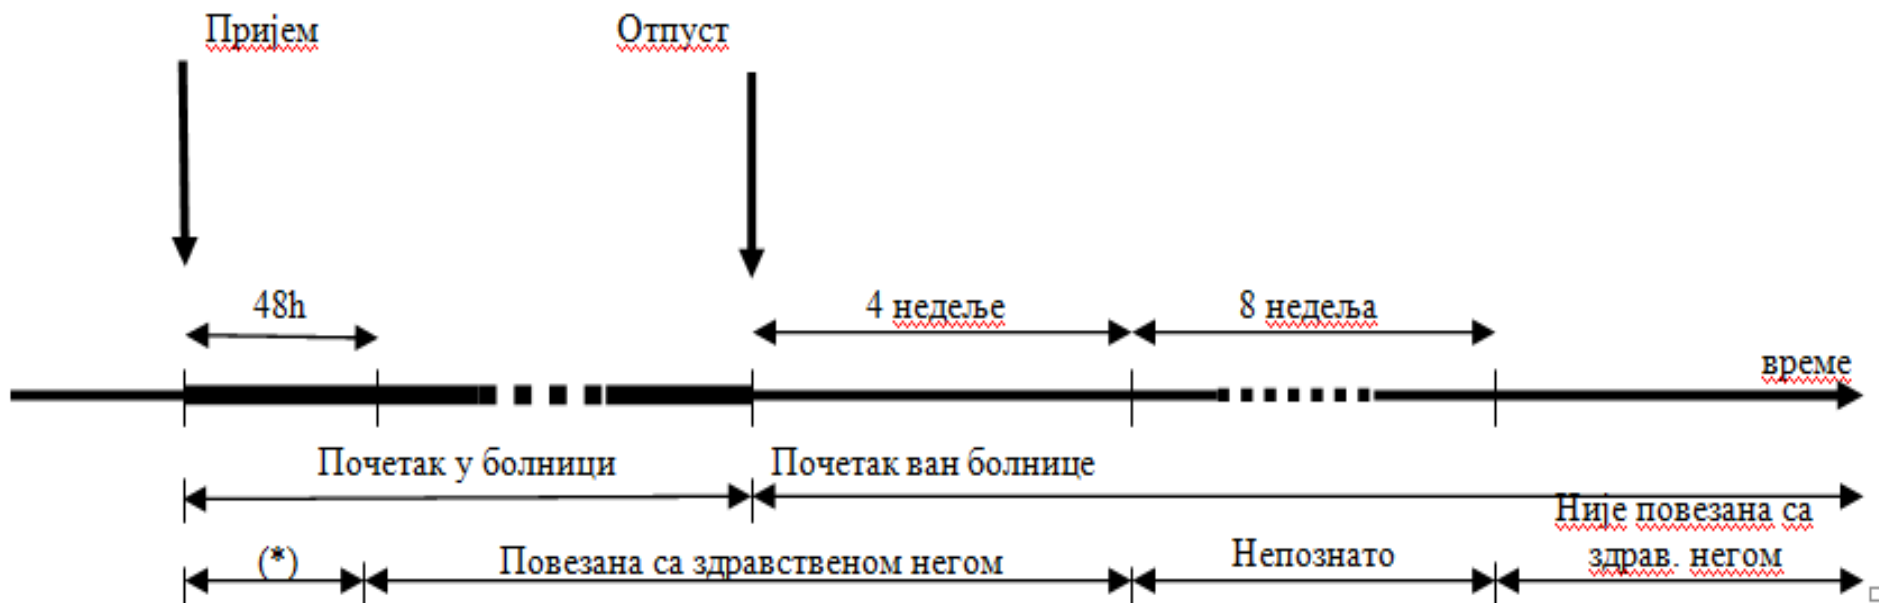 Пријем
Отпуст
48h
4 недеље
8 недеља
време
Почетак у болници
Почетак ван болнице
(*)
Повезана са здравственом негом
Непознато
Није повезана са
здрав. негом